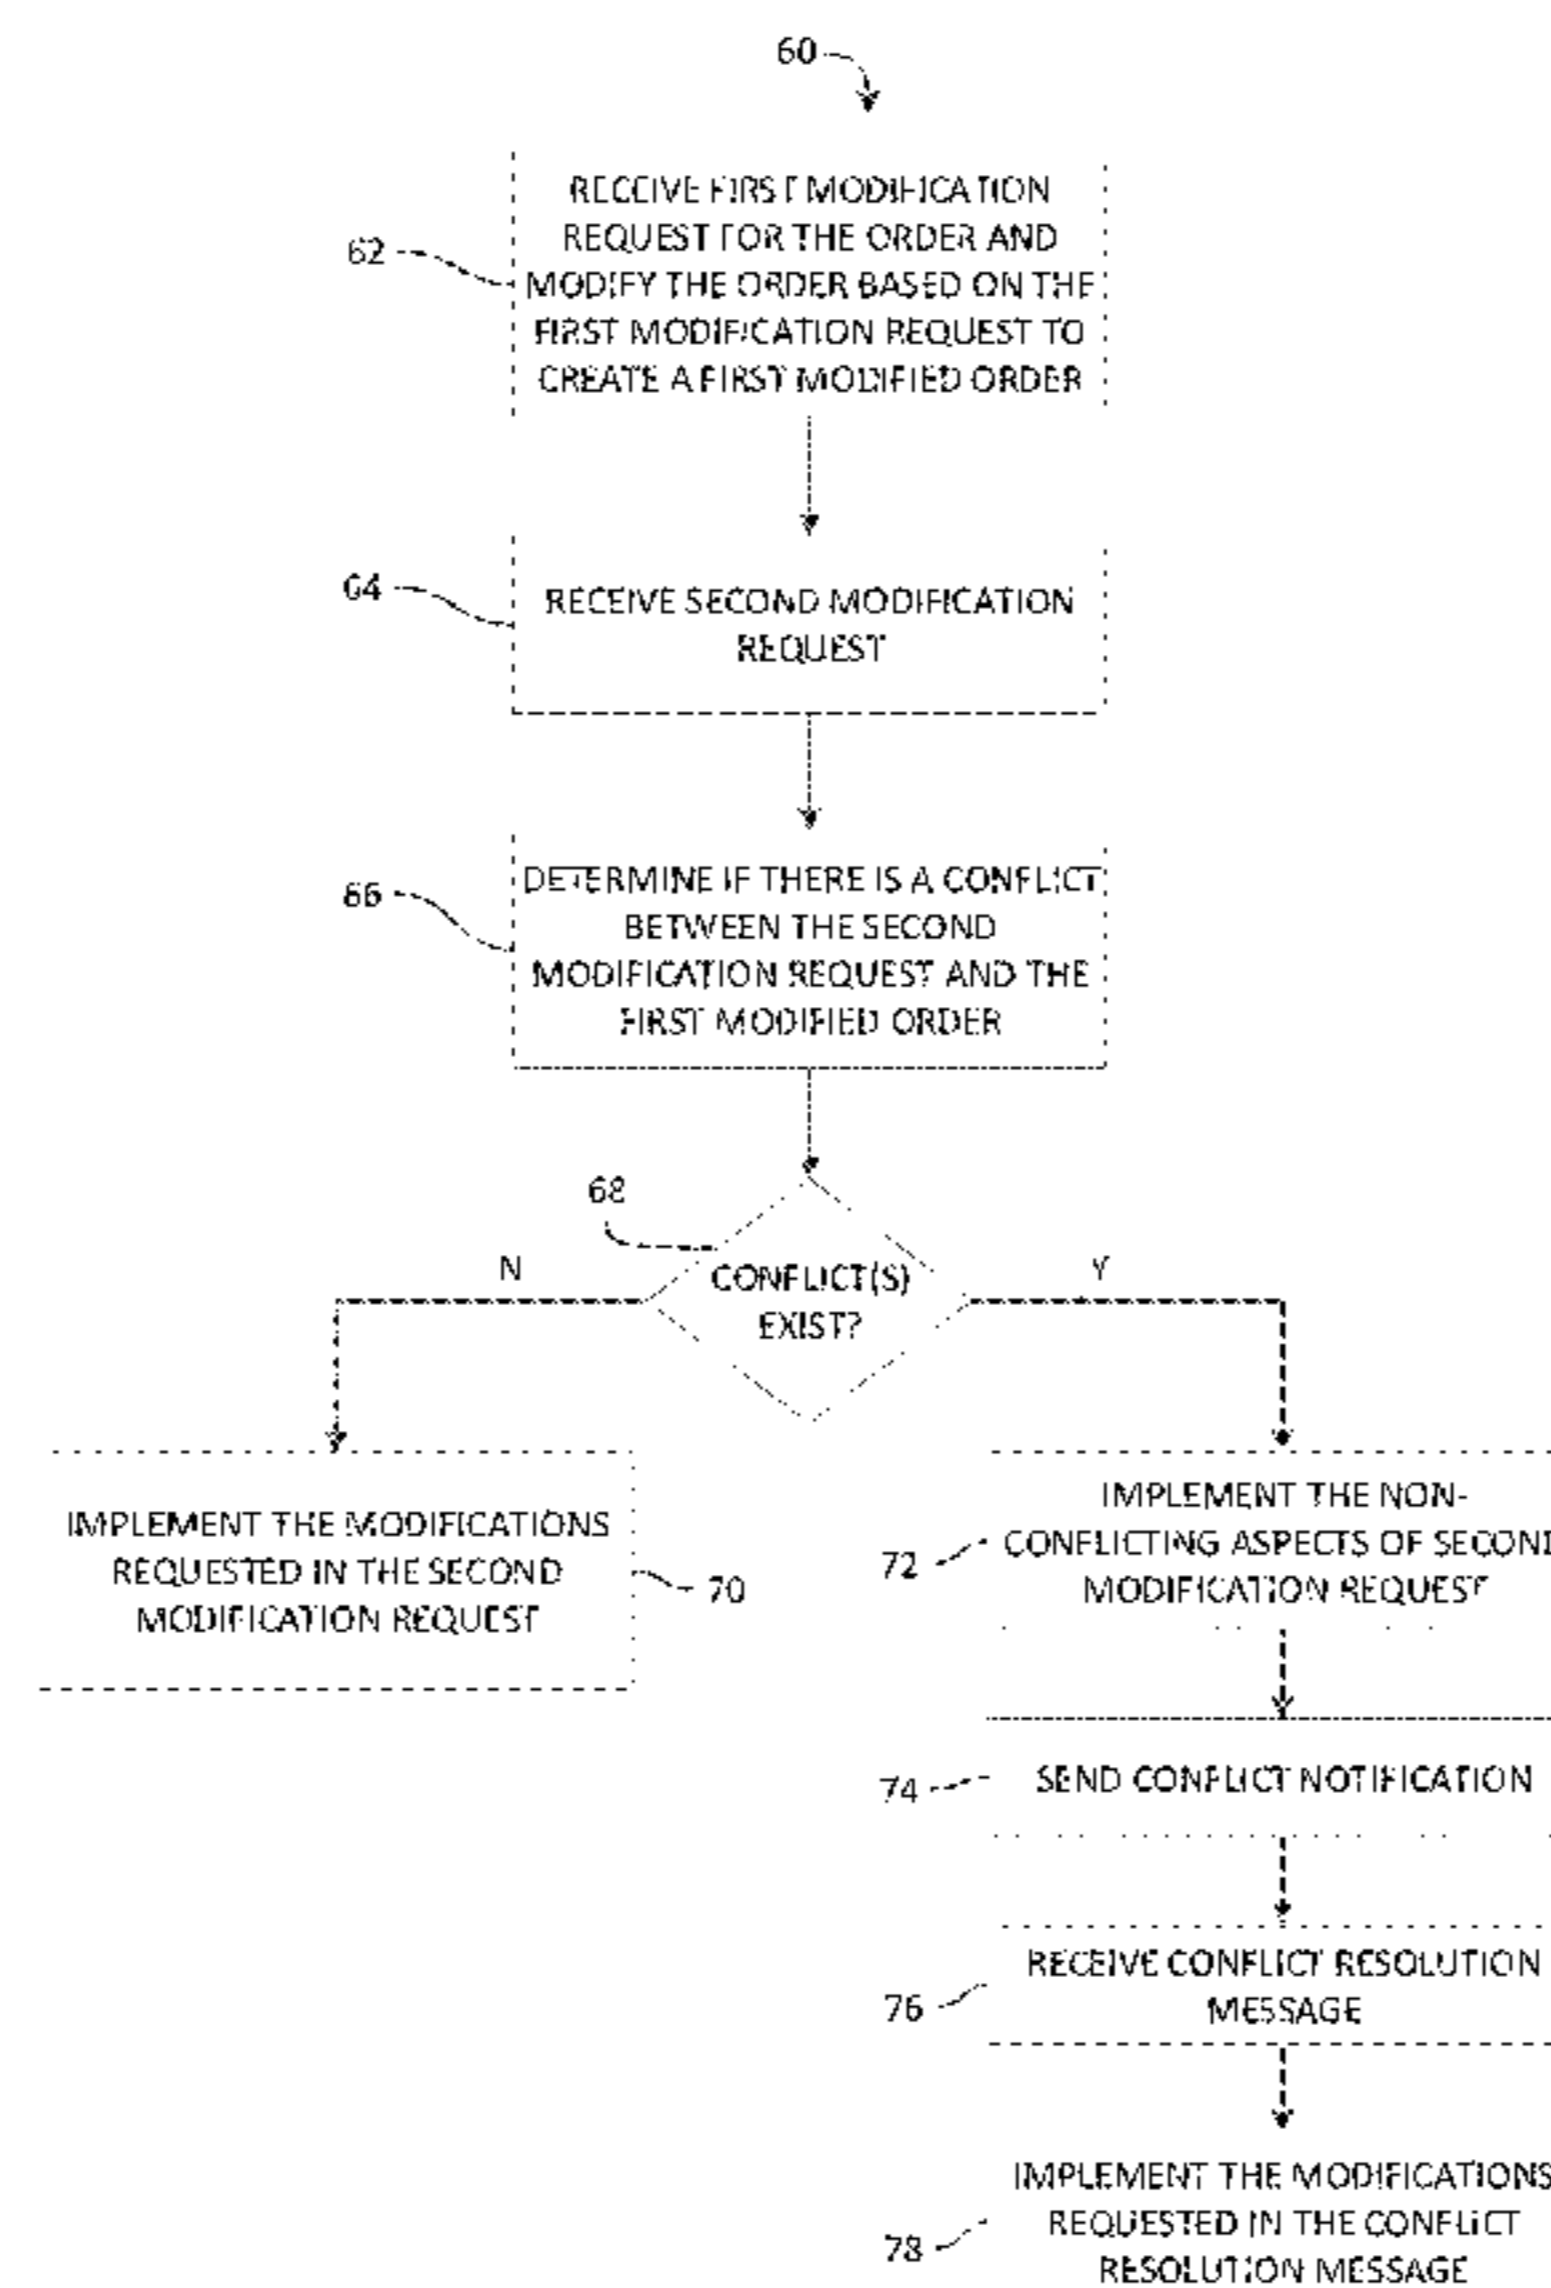 60
RECEIVE FIRST MODIFICATION
REQUEST FOR THE ORDER AND
MODIFY THE ORDER BASED ON THE
FIRST MODIFICATION REQUEST TO
CREATE A FIRST MODIFIED ORDER
62
64
RECEIVE SECOND MODIFICATION
REQUEST
66
DETERMINE IF THERE IS A CONFLICT
BETWEEN THE SECOND
MODIFICATION REQUEST AND THE
FIRST MODIFIED ORDER
68
N
CONFLICT(S)
EXIST?
Y
IMPLEMENT THE MODIFICATIONS
REQUESTED IN THE SECOND
MODIFICATION REQUEST
70
72
IMPLEMENT THE NON-
CONFLICTING ASPECTS OF SECOND
MODIFICATION REQUEST
74
SEND CONFLICT NOTIFICATION
76
RECEIVE CONFLICT RESOLUTION
MESSAGE
78
IMPLEMENT THE MODIFICATIONS
REQUESTED IN THE CONFLICT
RESOLUTION MESSAGE